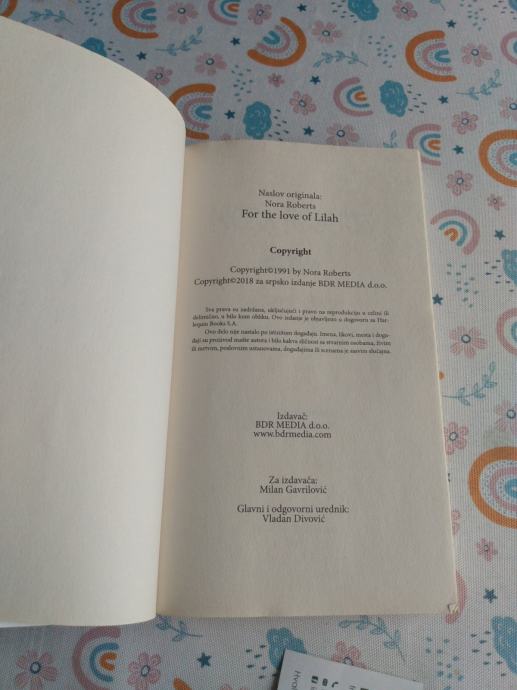 Naslov originala:
Nora Roberts
For the love of Lilah
Copyright
Copyright©1991 by Nora Roberts
Copyright©2018 za srpsko izdanje BDR MEDIA d.o.o.
Sva prava su zadržana, uključujući i pravo na reprodukciju u celini ili
delimično, u bilo kom obliku. Ovo izdanje je objavljeno u dogovoru sa Har-
lequin Books S.A.
Ovo delo nije nastalo po istinitom događaju. Imena, likovi, mesta i doga-
đaji su proizvod mašte autora i bilo kakva sličnost sa stvarnim osobama, živim
ili mrtvim, poslovnim ustanovama, događajima ili scenama je sasvim slučajna.
Izdavač:
BDR MEDIA d.o.o.
www.bdrmedia.com
Za izdavača:
Milan Gavrilović
Glavni i odgovorni urednik:
Vladan Divović